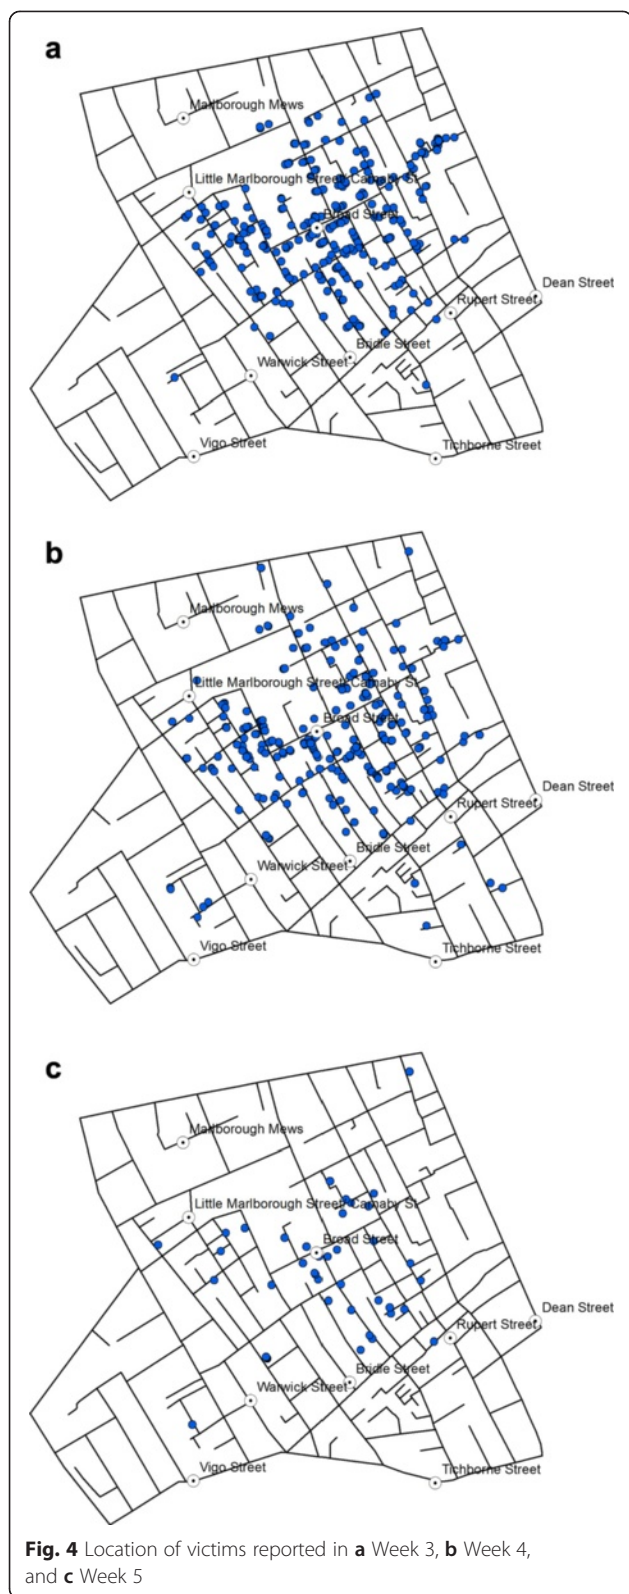 a
Marlborough Mews
Little Marlborough Street/ Carnaby St
Broad Street
Dean Street
Rupert Street
Bridle Street
Warwick Street
Vigo Street
Tichborne Street
b
Marlborough Mews
Little Marlborough Street/ Carnaby St
Broad Street
Dean Street
Rupert Street
Bridle Street
Warwick Street
Vigo Street
Tichborne Street
c
Marlborough Mews
Little Marlborough Street/ Carnaby St
Broad Street
Dean Street
Rupert Street
Bridle Street
Warwick Street
Vigo Street
Tichborne Street
Fig. 4 Location of victims reported in a Week 3, b Week 4,
and c Week 5